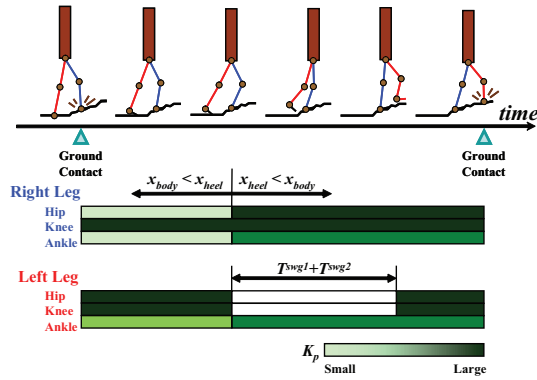 time
Ground Contact
Ground Contact
x_body < x_heel x_heel < x_body
Right Leg
Hip
Knee
Ankle
T^swg1+T^swg2
Left Leg
Hip
Knee
Ankle
K_p
Small Large